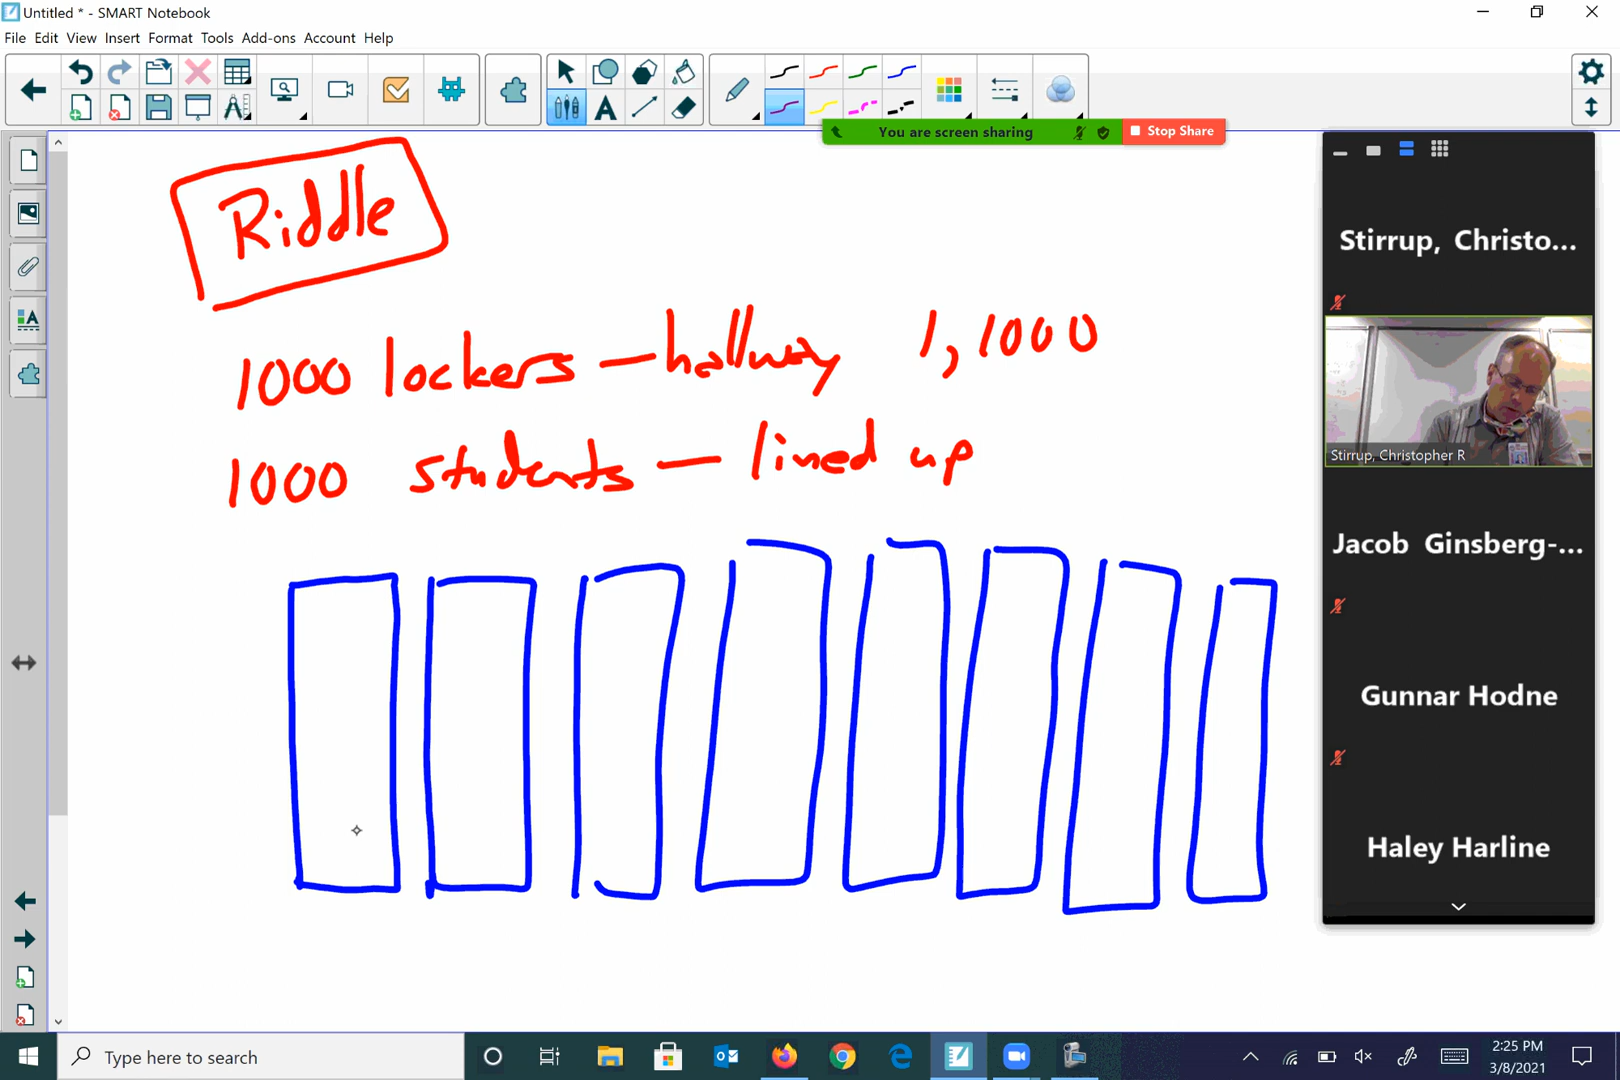 Untitled * - SMART Notebook
File Edit View Insert Format Tools Add-ons Account Help
You are screen sharing
Stop Share
Riddle
1000 lockers – hallway 1, 1000
1000 students – lined up
Stirrup, Christo...
Stirrup, Christopher R
Jacob Ginsberg-...
Gunnar Hodne
Haley Harline
Type here to search
2:25 PM
3/8/2021